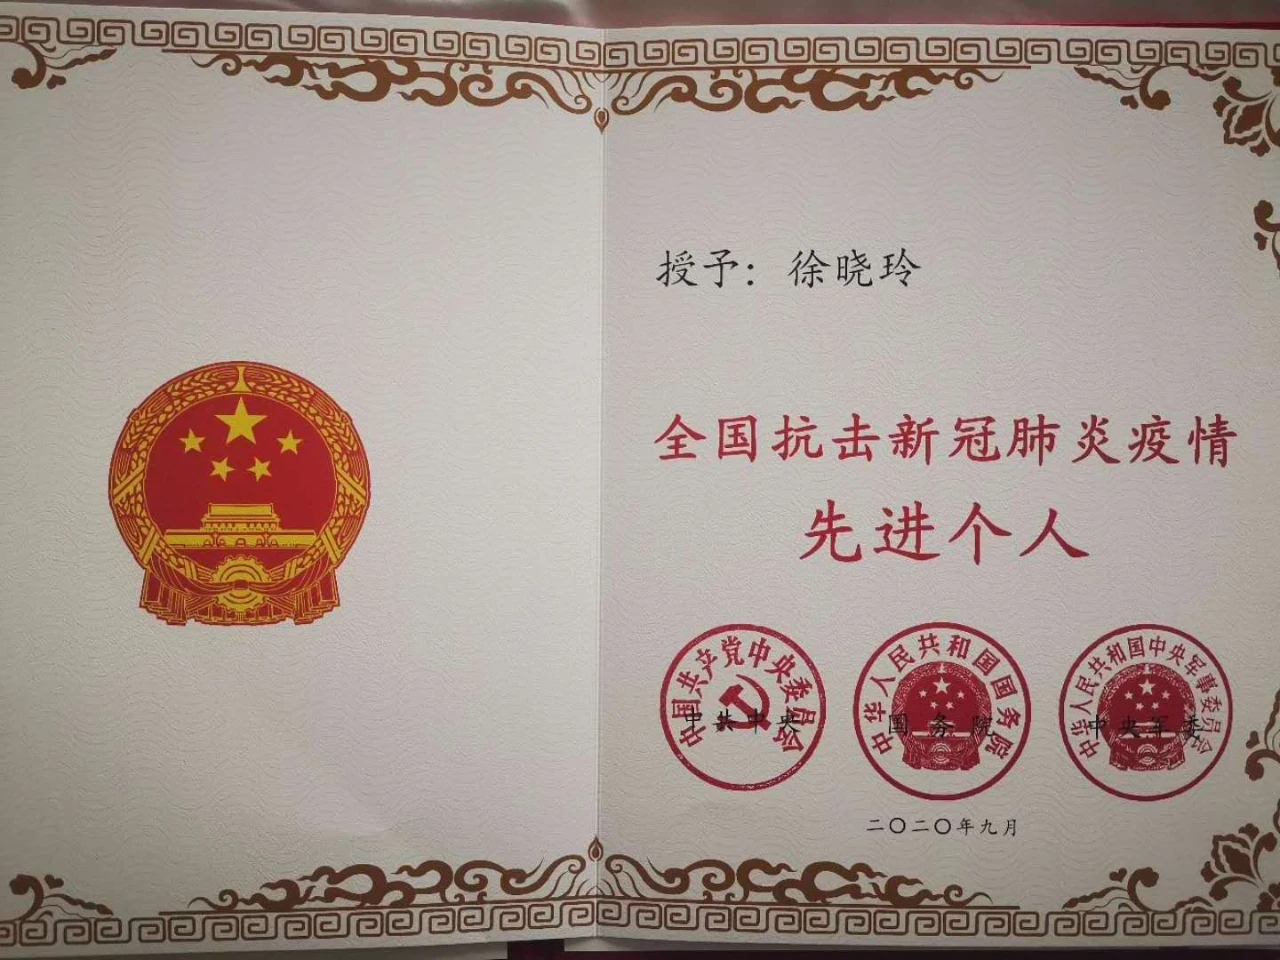 授予：徐晓玲
全国抗击新冠肺炎疫情
先进个人
中国共产党中央委员会
中共中央
中华人民共和国国务院
国务院
中华人民共和国中央军事委员会
中央军委
二〇二〇年九月